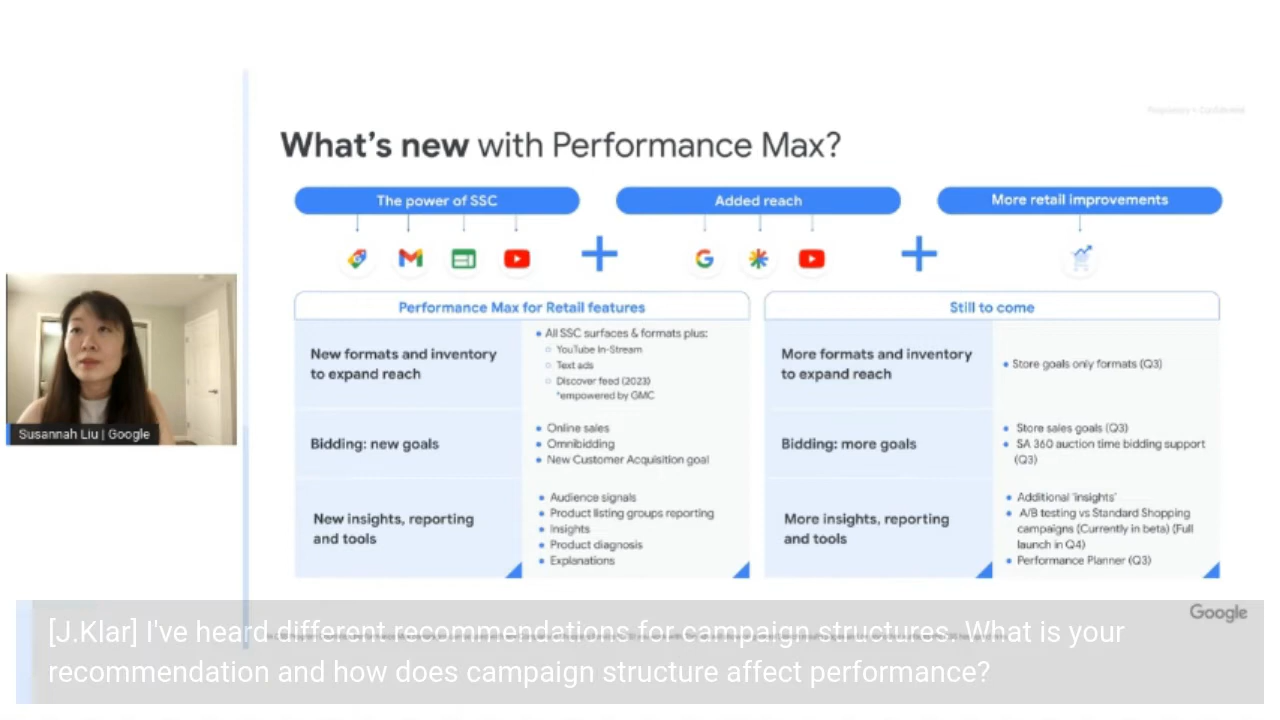 Proprietary + Confidential
What's new with Performance Max?
The power of SSC
Added reach
More retail improvements
Performance Max for Retail features
New formats and inventory
to expand reach
All SSC surfaces & formats plus:
YouTube In-Stream
Text ads
Discover feed (2023)
*empowered by GMC
Bidding: new goals
Online sales
Omnibidding
New Customer Acquisition goal
New insights, reporting
and tools
Audience signals
Product listing groups reporting
Insights
Product diagnosis
Explanations
Still to come
More formats and inventory
to expand reach
Store goals only formats (Q3)
Bidding: more goals
Store sales goals (Q3)
SA 360 auction time bidding support
(Q3)
More insights, reporting
and tools
Additional 'insights'
A/B testing vs Standard Shopping
campaigns (Currently in beta) (Full
launch in Q4)
Performance Planner (Q3)
Susannah Liu | Google
Google
[J.Klar] I've heard different recommendations for campaign structures. What is your
recommendation and how does campaign structure affect performance?